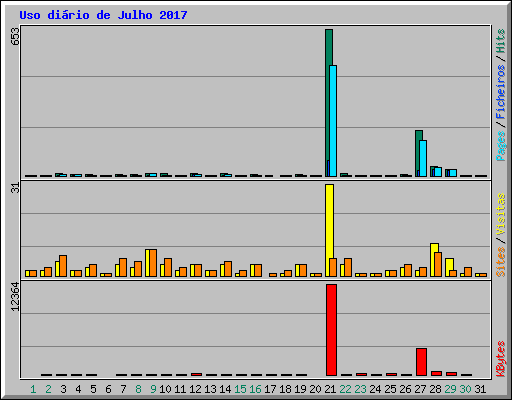 Uso diário de Julho 2017
653
31
12364
Pages / Ficheiros / Hits
Sites / Visitas
KBytes
1 2 3 4 5 6 7 8 9 10 11 12 13 14 15 16 17 18 19 20 21 22 23 24 25 26 27 28 29 30 31